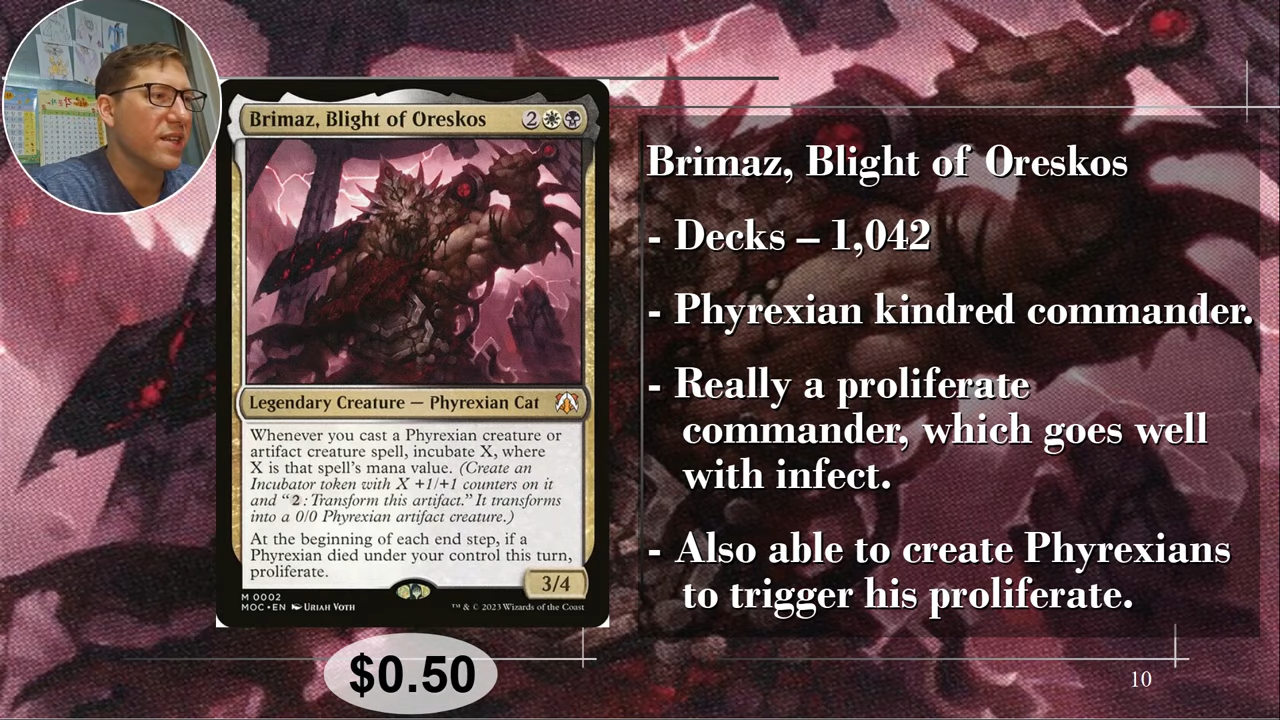 Brimaz, Blight of Oreskos 2
Legendary Creature — Phyrexian Cat
Whenever you cast a Phyrexian creature or
artifact creature spell, incubate X, where
X is that spell's mana value. (Create an
Incubator token with X +1/+1 counters on it
and “2: Transform this artifact.” It transforms
into a 0/0 Phyrexian artifact creature.)
At the beginning of each end step, if a
Phyrexian died under your control this turn,
proliferate.
3/4
M 0002
MOC • EN Uriah Voth
™ & © 2023 Wizards of the Coast
$0.50
Brimaz, Blight of Oreskos
- Decks – 1,042
- Phyrexian kindred commander.
- Really a proliferate
commander, which goes well
with infect.
- Also able to create Phyrexians
to trigger his proliferate.
10